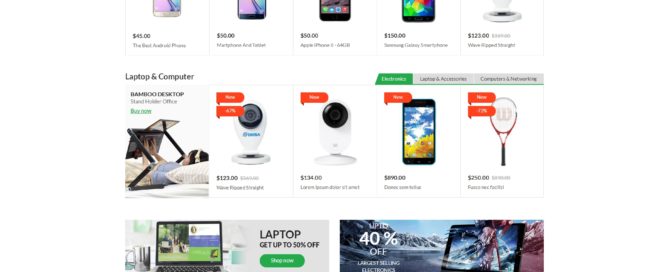 $45.00
The Best Android Phone
$50.00
Martphone And Tablet
$50.00
Apple IPhone 6 - 64GB
$150.00
Samsung Galaxy Smartphone
$123.00 $369.00
Wave Ripped Straight
Laptop & Computer
Electronics
Laptop & Accessories
Computers & Networking
BAMBOO DESKTOP
Stand Holder Office
Buy now
New
-67%
$123.00 $369.00
Wave Ripped Straight
New
$134.00
Lorem ipsum dolor sit amet
New
$890.00
Donec sem tellus
New
-72%
$250.00 $890.00
Fusce nec facilisi
LAPTOP
GET UP TO 50% OFF
Shop now
UPTO
40 %
OFF
LARGEST SELLING
ELECTRONICS